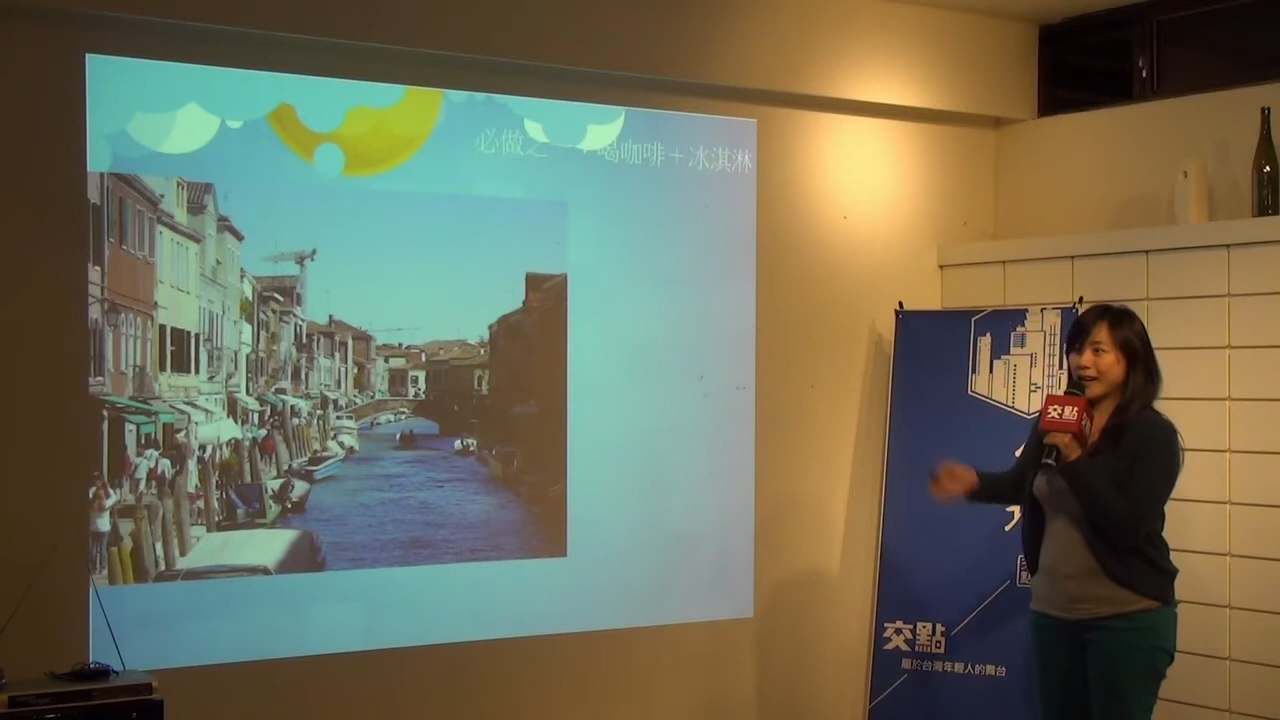 必做之一：喝咖啡＋冰淇淋
交點
交點
屬於台灣年輕人的舞台